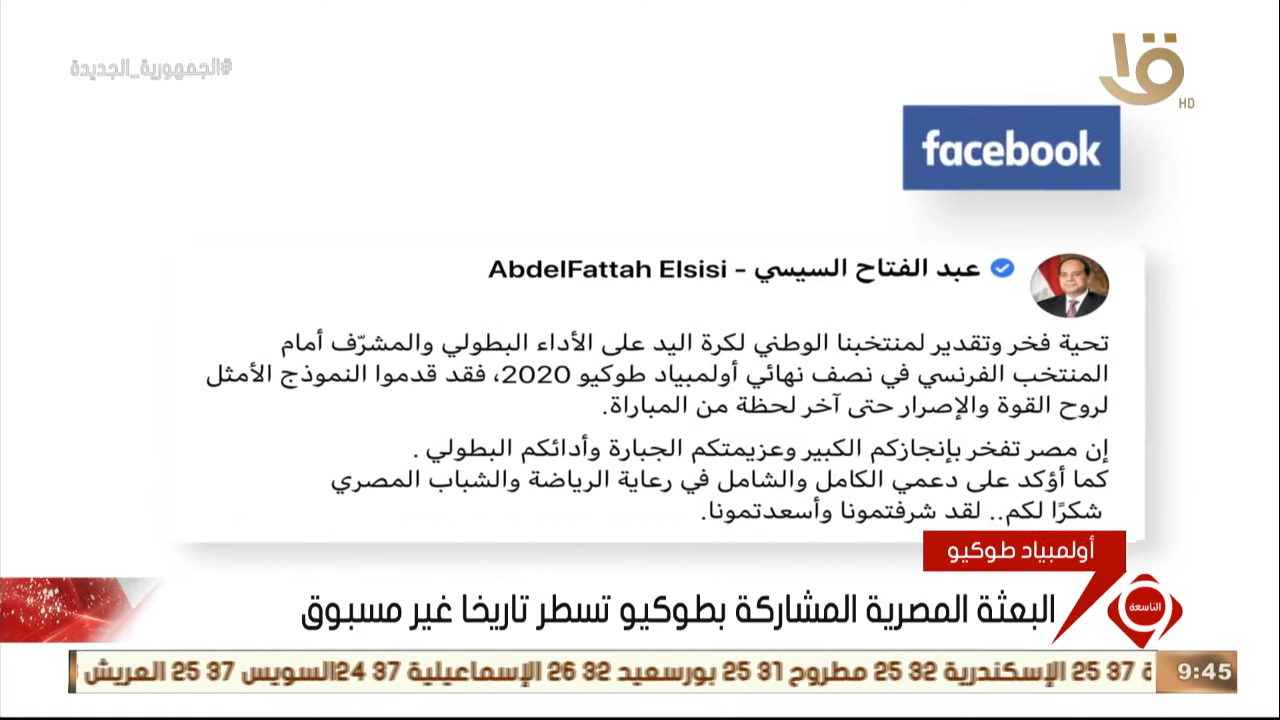 #الجمهورية_الجديدة
HD
facebook
عبد الفتاح السيسي - AbdelFattah Elsisi
تحية فخر وتقدير لمنتخبنا الوطني لكرة اليد على الأداء البطولي والمشرّف أمام
المنتخب الفرنسي في نصف نهائي أولمبياد طوكيو 2020، فقد قدموا النموذج الأمثل
لروح القوة والإصرار حتى آخر لحظة من المباراة.
إن مصر تفخر بإنجازكم الكبير وعزيمتكم الجبارة وأدائكم البطولي .
كما أؤكد على دعمي الكامل والشامل في رعاية الرياضة والشباب المصري
شكرًا لكم.. لقد شرفتمونا وأسعدتمونا.
أولمبياد طوكيو
التاسعة
البعثة المصرية المشاركة بطوكيو تسطر تاريخا غير مسبوق
37 25 الإسكندرية 32 25 مطروح 31 25 بورسعيد 32 26 الإسماعيلية 37 24السويس 37 25 العريش
9:45